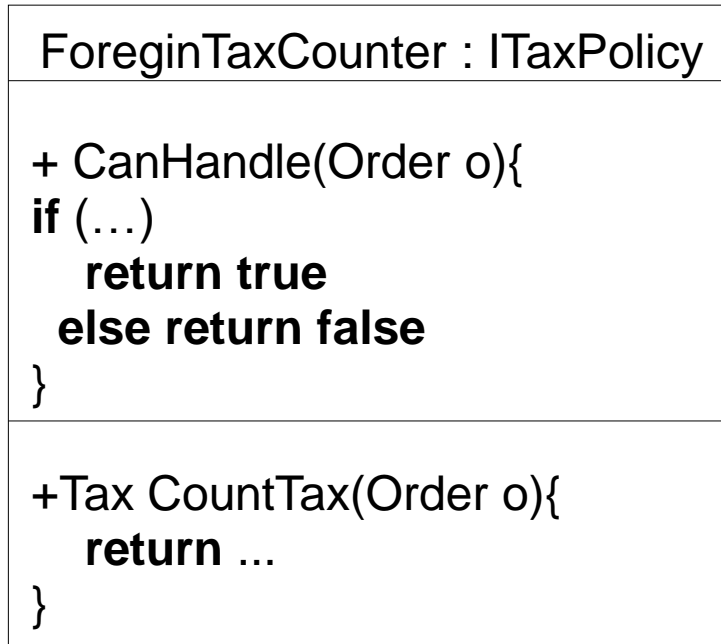 ForeginTaxCounter : ITaxPolicy
+ CanHandle(Order o){
if (…)
return true
else return false
}
+Tax CountTax(Order o){
return ...
}